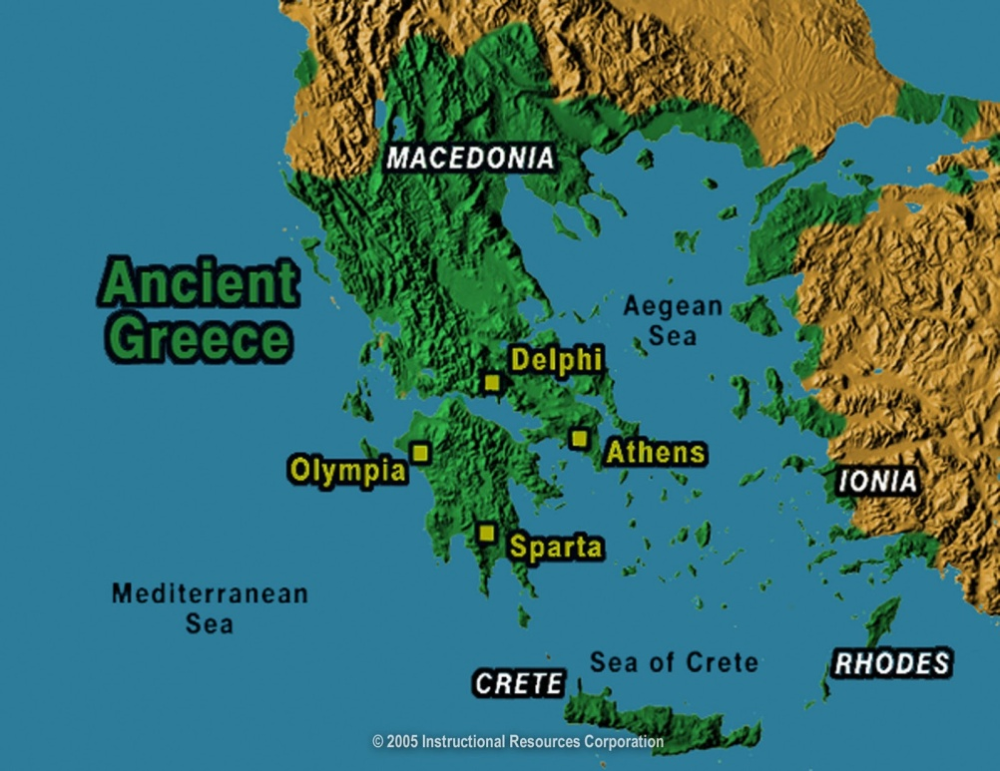 MACEDONIA
Ancient
Greece
Aegean
Sea
Delphi
Athens
Olympia
IONIA
Sparta
Mediterranean
Sea
Sea of Crete
RHODES
CRETE
© 2005 Instructional Resources Corporation